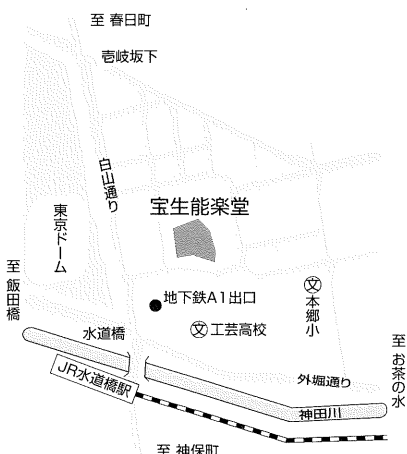 至 春日町
壱岐坂下
白山通り
宝生能楽堂
東京ドーム
至 飯田橋
地下鉄A1出口
文 本郷小
文 工芸高校
水道橋
至 お茶の水
外堀通り
JR水道橋駅
神田川
至 神保町